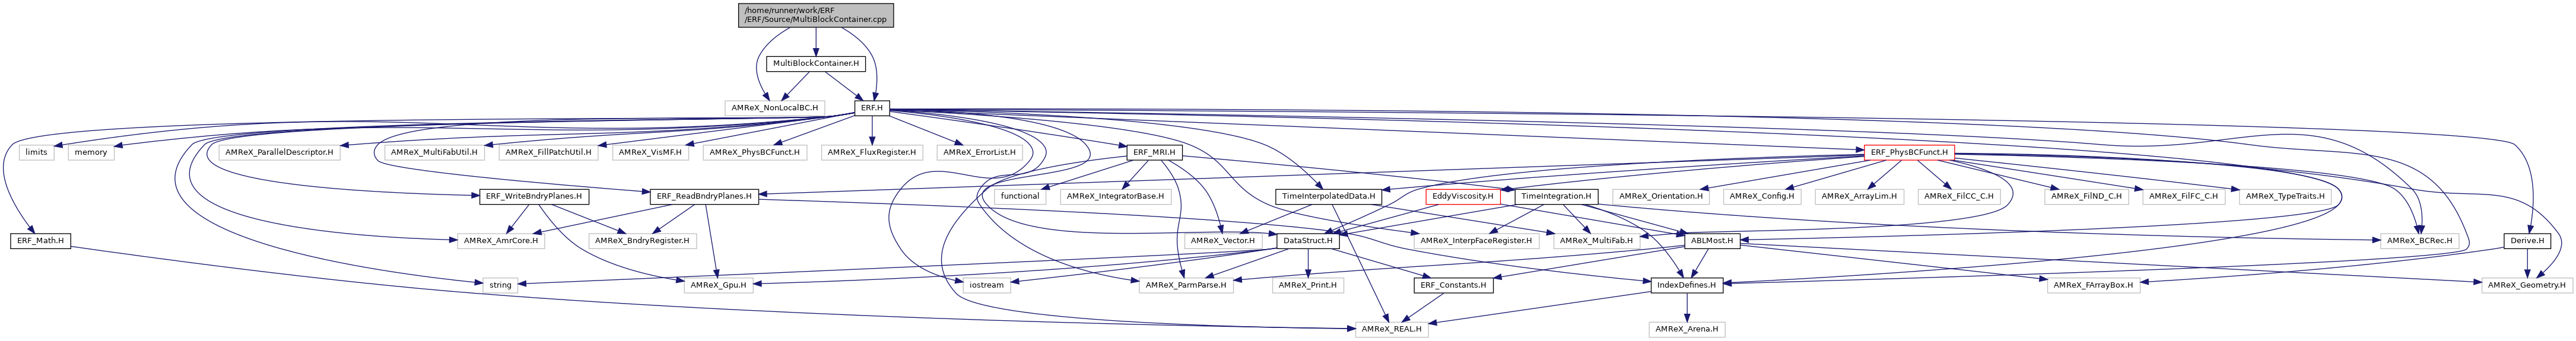 /home/runner/work/ERF
/ERF/Source/MultiBlockContainer.cpp
MultiBlockContainer.H
AMReX_NonLocalBC.H
ERF.H
limits
memory
AMReX_ParallelDescriptor.H
AMReX_MultiFabUtil.H
AMReX_FillPatchUtil.H
AMReX_VisMF.H
AMReX_PhysBCFunct.H
AMReX_FluxRegister.H
AMReX_ErrorList.H
ERF_MRI.H
ERF_PhysBCFunct.H
ERF_WriteBndryPlanes.H
ERF_ReadBndryPlanes.H
functional
AMReX_IntegratorBase.H
TimeInterpolatedData.H
EddyViscosity.H
TimeIntegration.H
AMReX_Orientation.H
AMReX_Config.H
AMReX_ArrayLim.H
AMReX_FilCC_C.H
AMReX_FilND_C.H
AMReX_FilFC_C.H
AMReX_TypeTraits.H
ERF_Math.H
AMReX_AmrCore.H
AMReX_BndryRegister.H
AMReX_Vector.H
DataStruct.H
AMReX_InterpFaceRegister.H
AMReX_MultiFab.H
ABLMost.H
AMReX_BCRec.H
Derive.H
string
AMReX_Gpu.H
iostream
AMReX_ParmParse.H
AMReX_Print.H
ERF_Constants.H
IndexDefines.H
AMReX_FArrayBox.H
AMReX_Geometry.H
AMReX_REAL.H
AMReX_Arena.H